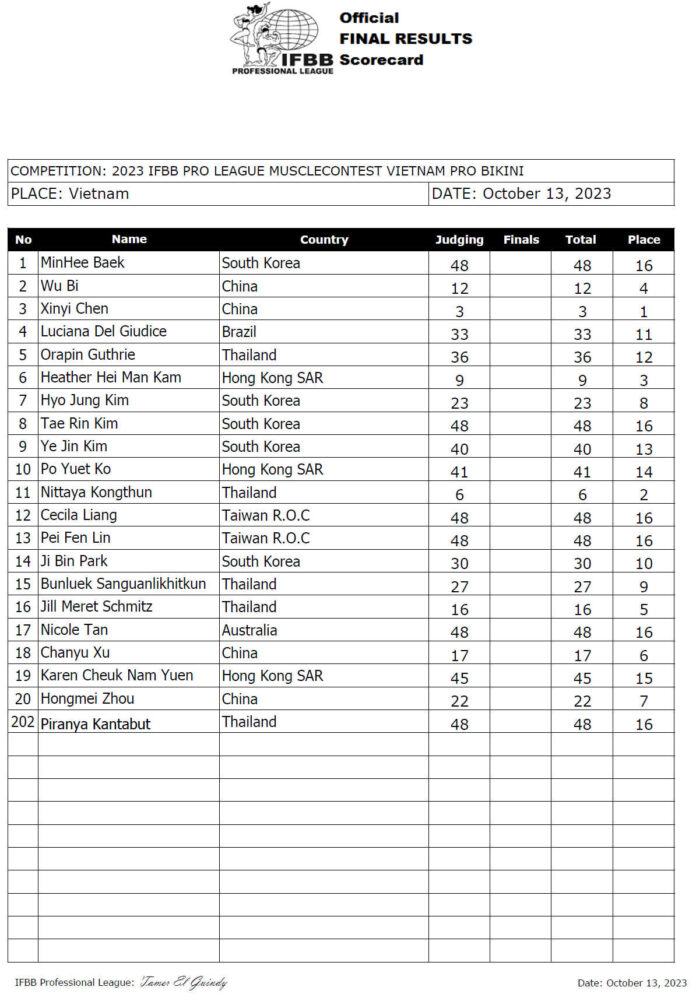 Official
FINAL RESULTS
IFBB Scorecard
PROFESSIONAL LEAGUE
COMPETITION: 2023 IFBB PRO LEAGUE MUSCLECONTEST VIETNAM PRO BIKINI
PLACE: Vietnam DATE: October 13, 2023
No Name Country Judging Finals Total Place
1 MinHee Baek South Korea 48 48 16
2 Wu Bi China 12 12 4
3 Xinyi Chen China 3 3 1
4 Luciana Del Giudice Brazil 33 33 11
5 Orapin Guthrie Thailand 36 36 12
6 Heather Hei Man Kam Hong Kong SAR 9 9 3
7 Hyo Jung Kim South Korea 23 23 8
8 Tae Rin Kim South Korea 48 48 16
9 Ye Jin Kim South Korea 40 40 13
10 Po Yuet Ko Hong Kong SAR 41 41 14
11 Nittaya Kongthun Thailand 6 6 2
12 Cecila Liang Taiwan R.O.C 48 48 16
13 Pei Fen Lin Taiwan R.O.C 48 48 16
14 Ji Bin Park South Korea 30 30 10
15 Bunluek Sanguanlikhitkun Thailand 27 27 9
16 Jill Meret Schmitz Thailand 16 16 5
17 Nicole Tan Australia 48 48 16
18 Chanyu Xu China 17 17 6
19 Karen Cheuk Nam Yuen Hong Kong SAR 45 45 15
20 Hongmei Zhou China 22 22 7
202 Piranya Kantabut Thailand 48 48 16
IFBB Professional League: Tamer El Guindy Date: October 13, 2023